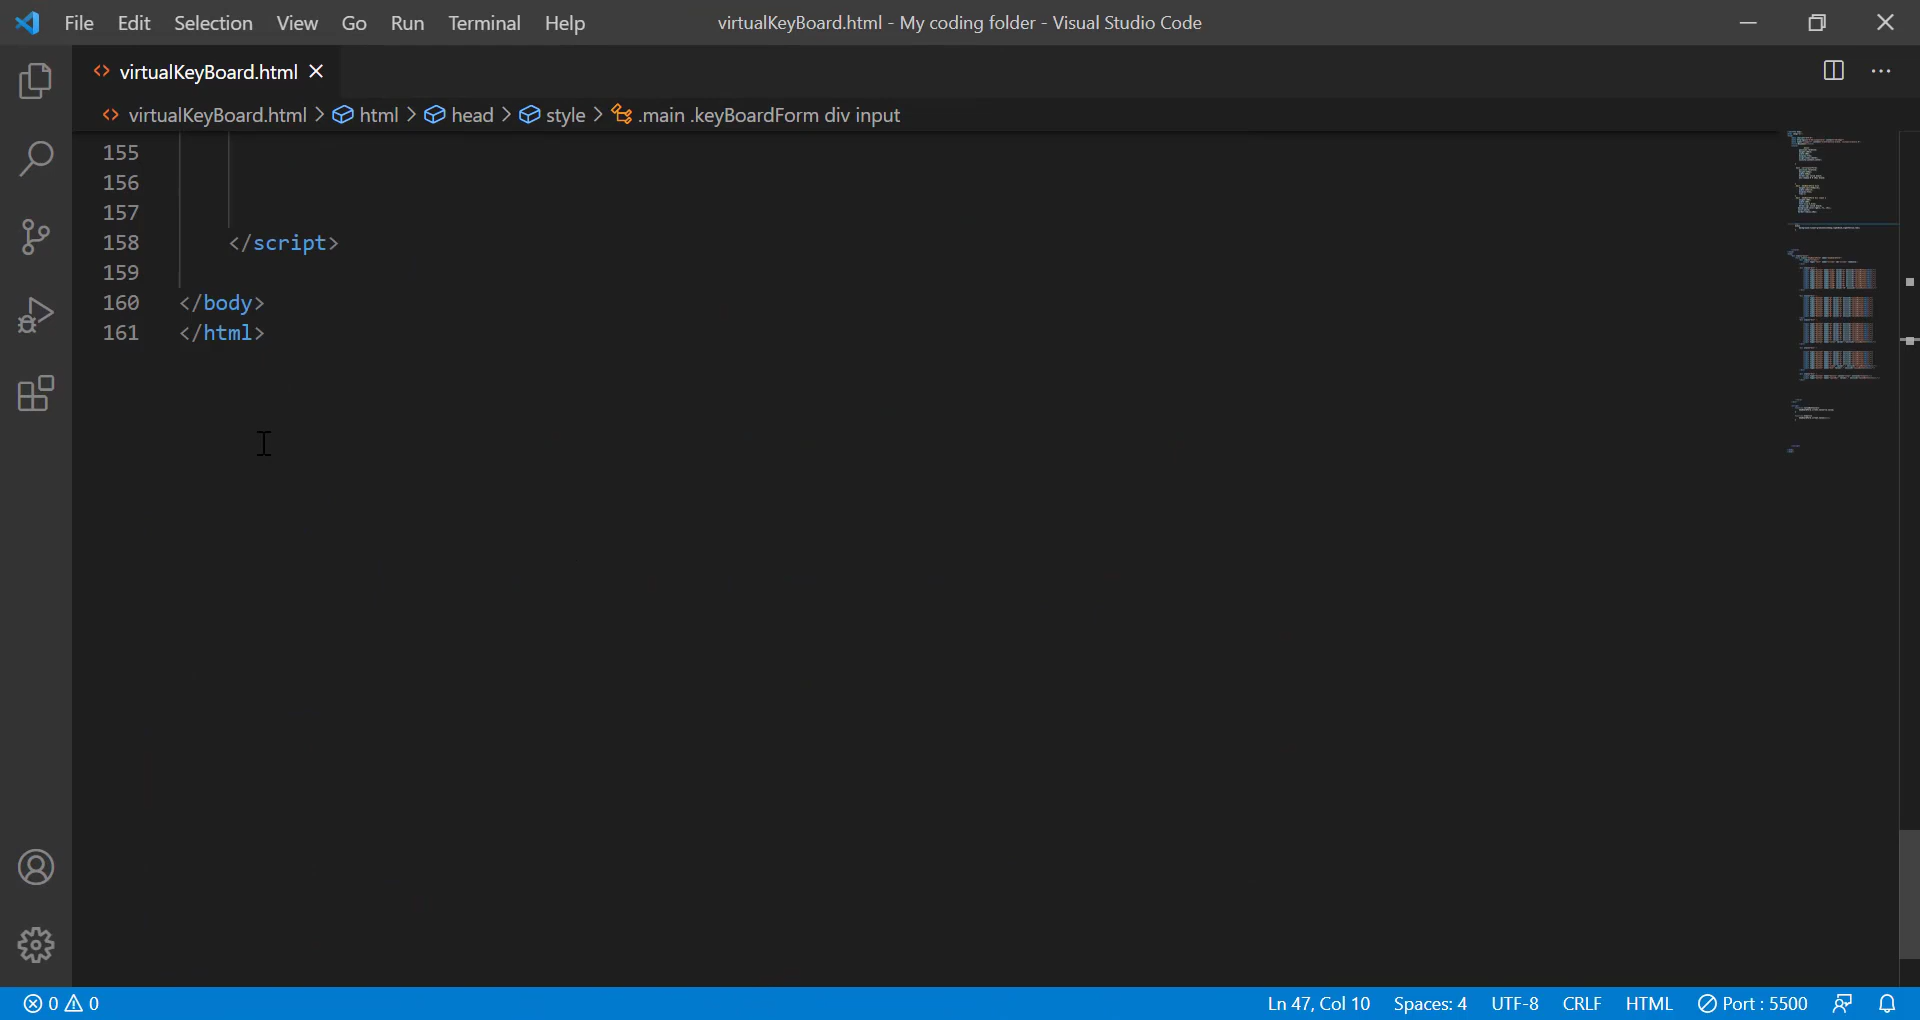 File Edit Selection View Go Run Terminal Help virtualKeyBoard.html - My coding folder - Visual Studio Code
virtualKeyBoard.html
virtualKeyBoard.html > html > head > style > .main .keyBoardForm div input
155
156
157
158 </script>
159
160 </body>
161 </html>
0 0 Ln 47, Col 10 Spaces: 4 UTF-8 CRLF HTML Port : 5500